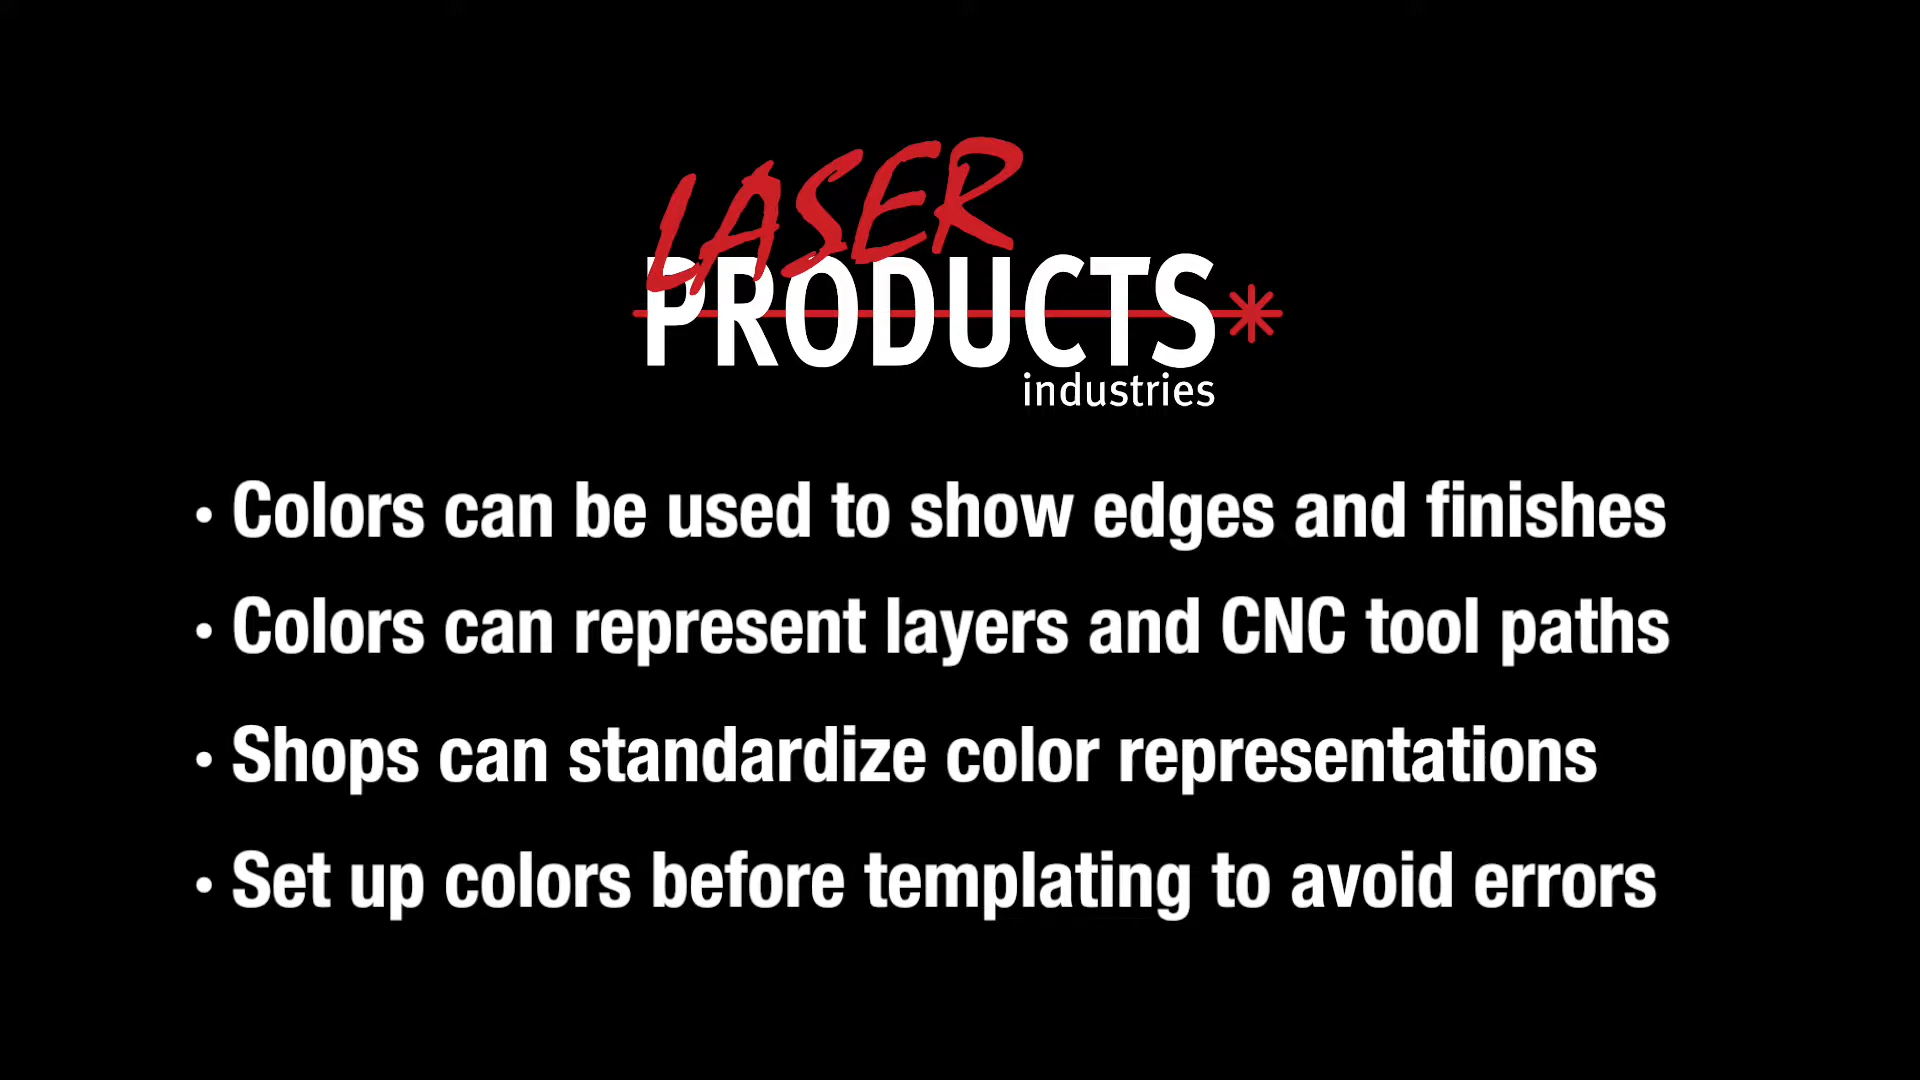 LASER
PRODUCTS
industries
• Colors can be used to show edges and finishes
• Colors can represent layers and CNC tool paths
• Shops can standardize color representations
• Set up colors before templating to avoid errors